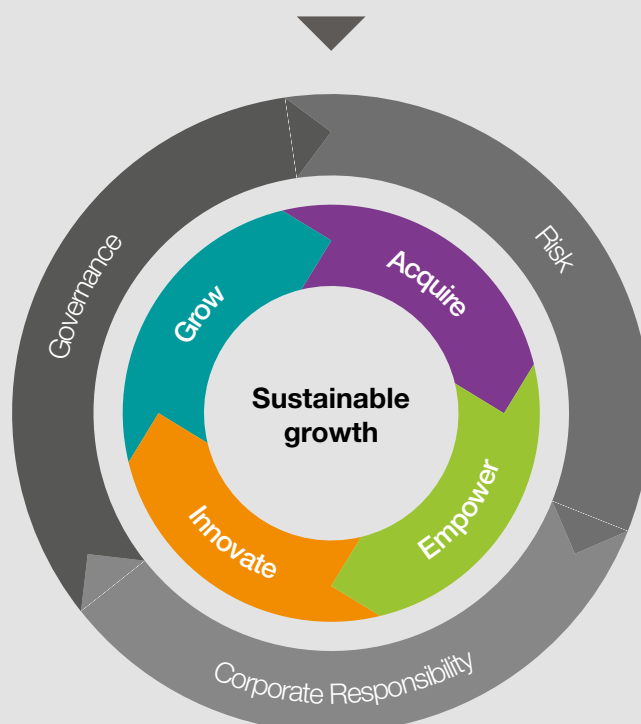 Governance
Risk
Corporate Responsibility
Grow
Acquire
Empower
Innovate
Sustainable
growth